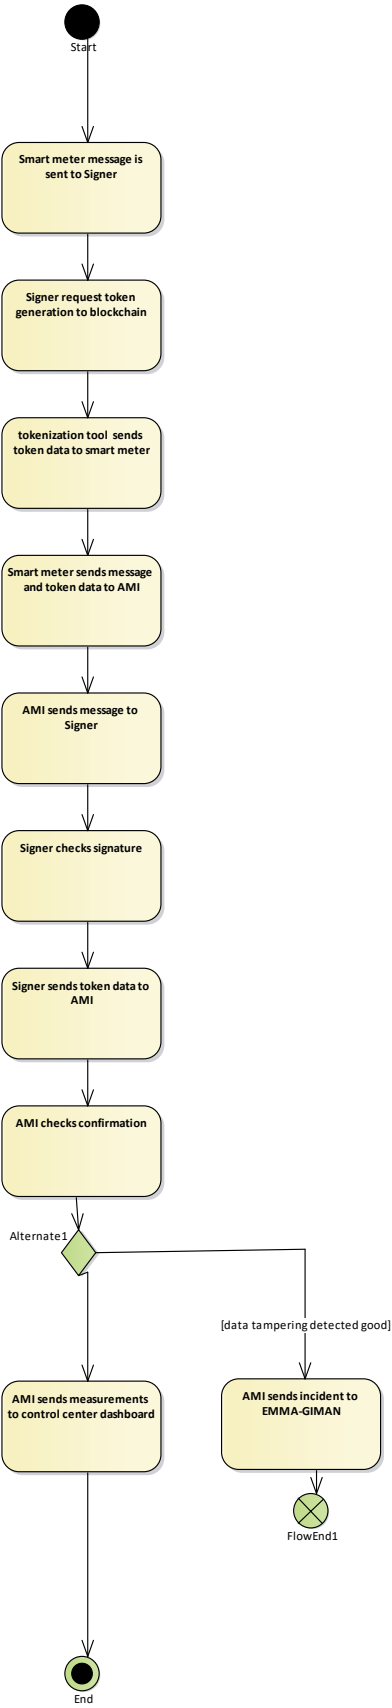 Start
Smart meter message is
sent to Signer
Signer request token
generation to blockchain
tokenization tool sends
token data to smart meter
Smart meter sends message
and token data to AMI
AMI sends message to
Signer
Signer checks signature
Signer sends token data to
AMI
AMI checks confirmation
Alternate1
[data tampering detected good]
AMI sends measurements
to control center dashboard
AMI sends incident to
EMMA-GIMAN
FlowEnd1
End